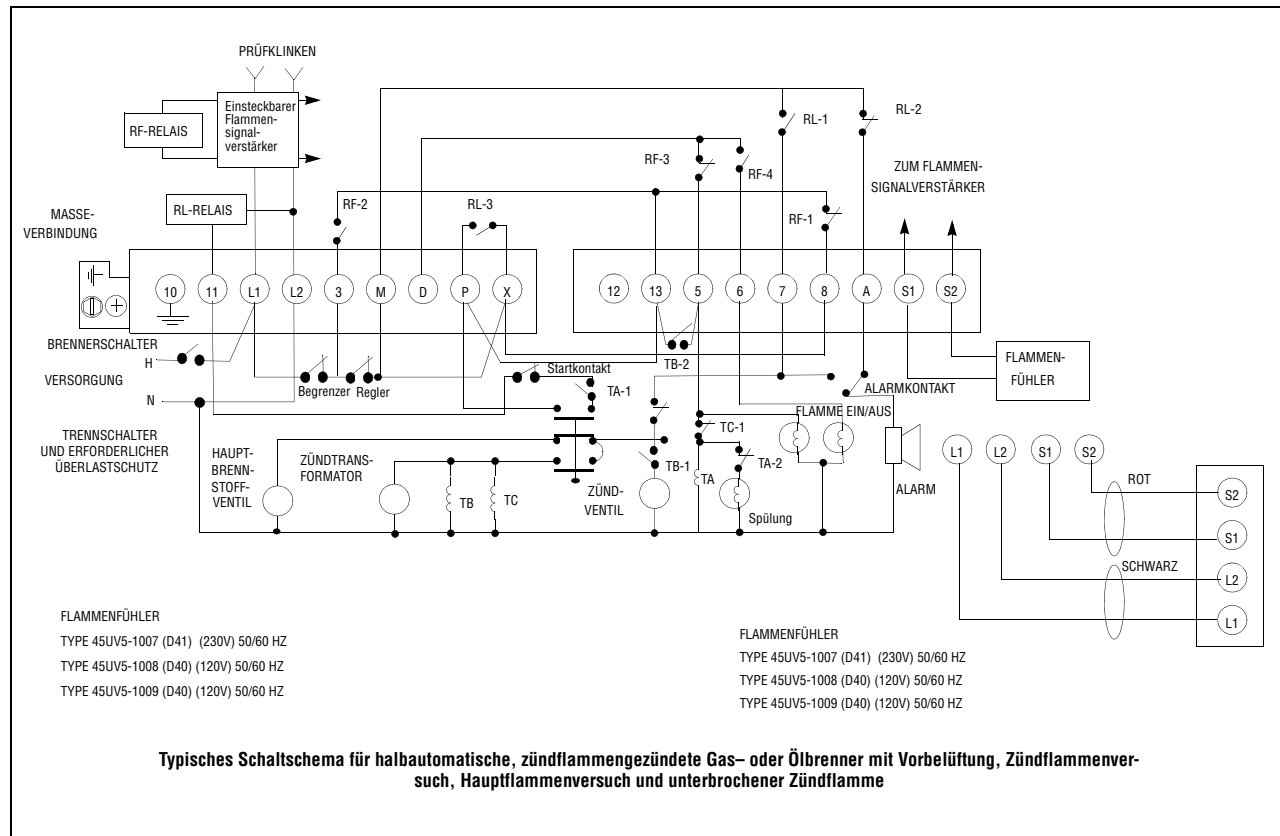 PRÜFKLINKEN
Einsteckbarer
Flammen-
signal-
verstärker
RF-RELAIS
RL-RELAIS
MASSE-
VERBINDUNG
RF-2
RL-3
RF-3
RF-4
RL-1
RL-2
RF-1
ZUM FLAMMEN-
SIGNALVERSTÄRKER
10
11
L1
L2
3
M
D
P
X
12
13
5
6
7
8
A
S1
S2
BRENNERSCHALTER
H
VERSORGUNG
N
Begrenzer
Regler
Startkontakt
TA-1
TB-2
ALARMKONTAKT
FLAMMEN-
FÜHLER
TRENNSCHALTER
UND ERFORDERLICHER
ÜBERLASTSCHUTZ
HAUPT-
BRENN-
STOFF-
VENTIL
ZÜNDTRANS-
FORMATOR
TB
TC
ZÜND-
VENTIL
TB-1
TC-1
TA
TA-2
Spülung
FLAMME EIN/AUS
ALARM
L1
L2
S1
S2
ROT
SCHWARZ
S2
S1
L2
L1
FLAMMENFÜHLER
TYPE 45UV5-1007 (D41) (230V) 50/60 HZ
TYPE 45UV5-1008 (D40) (120V) 50/60 HZ
TYPE 45UV5-1009 (D40) (120V) 50/60 HZ
FLAMMENFÜHLER
TYPE 45UV5-1007 (D41) (230V) 50/60 HZ
TYPE 45UV5-1008 (D40) (120V) 50/60 HZ
TYPE 45UV5-1009 (D40) (120V) 50/60 HZ
Typisches Schaltschema für halbautomatische, zündflammengezündete Gas– oder Ölbrenner mit Vorbelüftung, Zündflammenver-
such, Hauptflammenversuch und unterbrochener Zündflamme